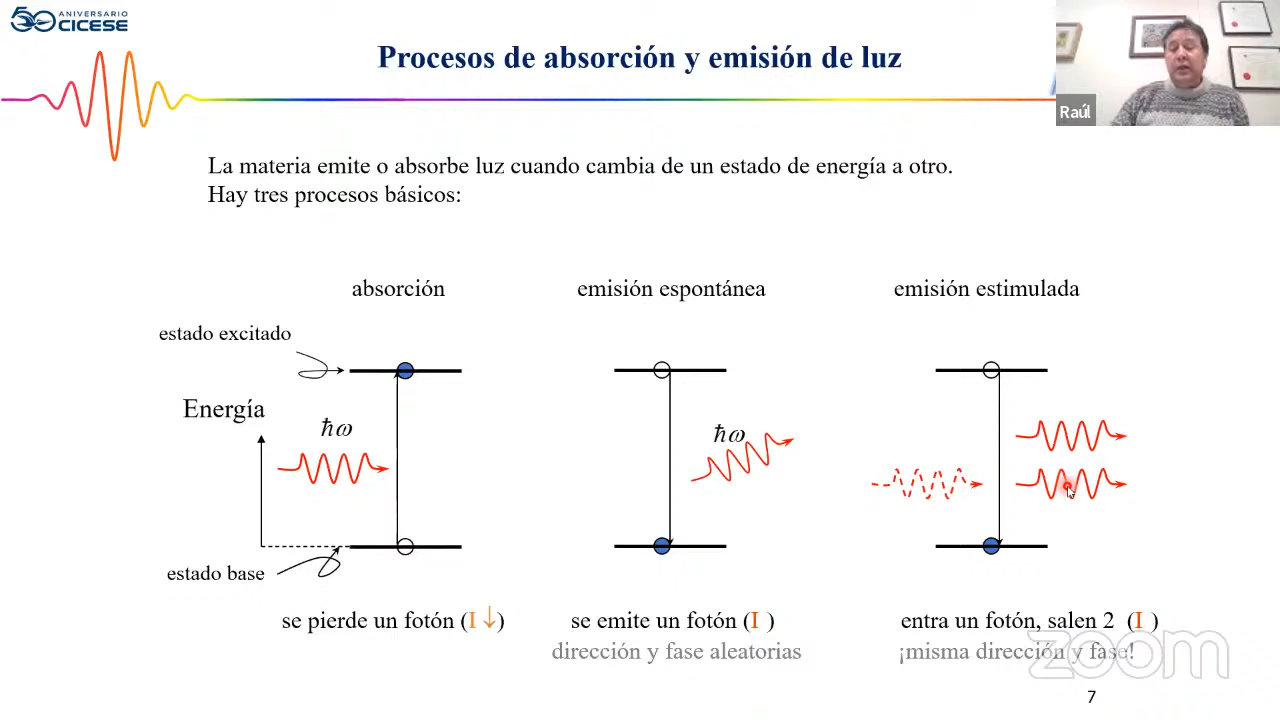 50 ANIVERSARIO
CICESE
Procesos de absorción y emisión de luz
Raúl
La materia emite o absorbe luz cuando cambia de un estado de energía a otro.
Hay tres procesos básicos:
absorción
emisión espontánea
emisión estimulada
estado excitado
Energía
ħω
ħω
estado base
se pierde un fotón (I ↓)
se emite un fotón (I )
entra un fotón, salen 2 (I )
dirección y fase aleatorias
¡misma dirección y fase!
zoom
7